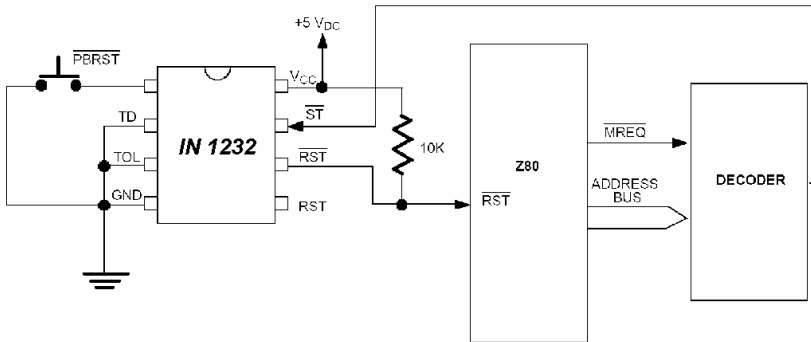 +5 VDC
PBRST
VCC
TD
ST
IN 1232
TOL
RST
10K
GND
RST
Z80
RST
MREQ
ADDRESS
BUS
DECODER